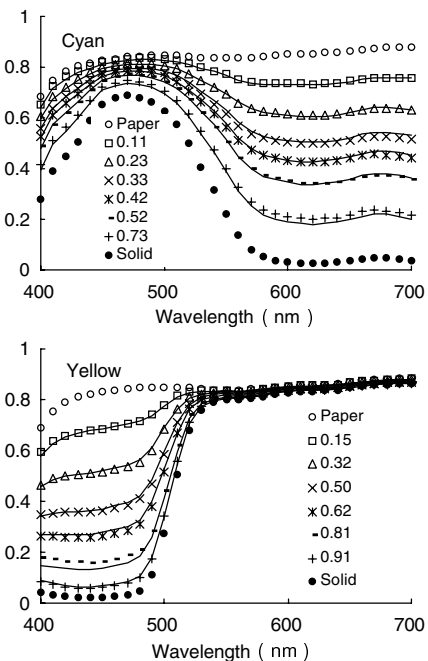 1
Cyan
0.8
0.6
Paper
0.11
0.4
0.23
0.33
0.42
0.2
0.52
0.73
Solid
0
400 500 600 700
Wavelength ( nm )
1
Yellow
0.8
Paper
0.6
0.15
0.32
0.4
0.50
0.62
0.2
0.81
0.91
Solid
0
400 500 600 700
Wavelength ( nm )